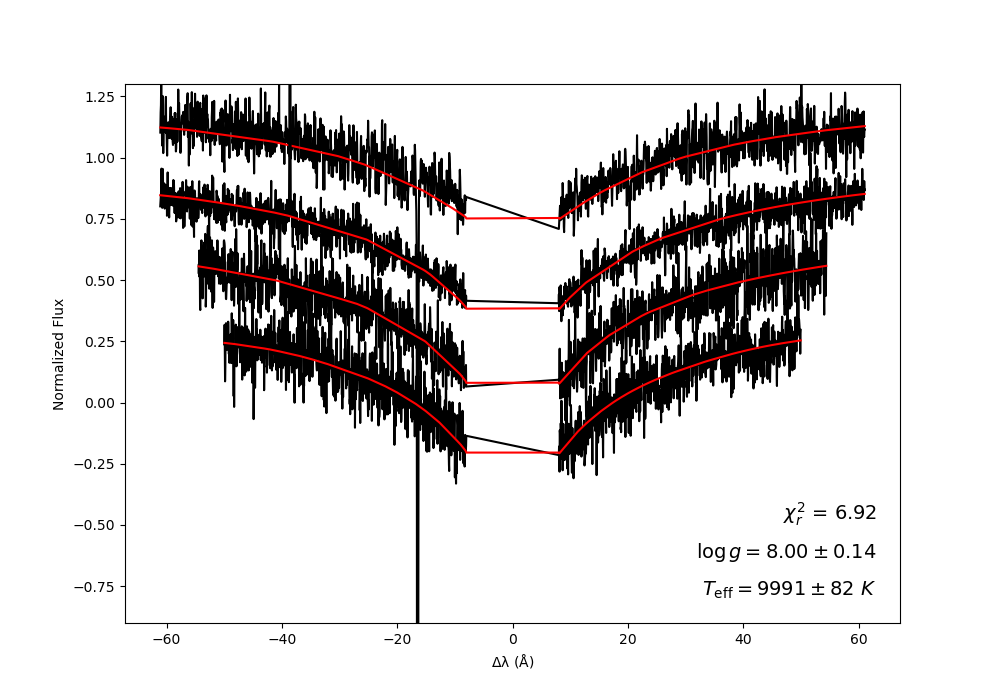 1.25
1.00
0.75
0.50
0.25
0.00
−0.25
−0.50
−0.75
Normalized Flux
χ²ᵣ = 6.92
log g = 8.00 ± 0.14
T_eff = 9991 ± 82 K
−60 −40 −20 0 20 40 60
Δλ (Å)